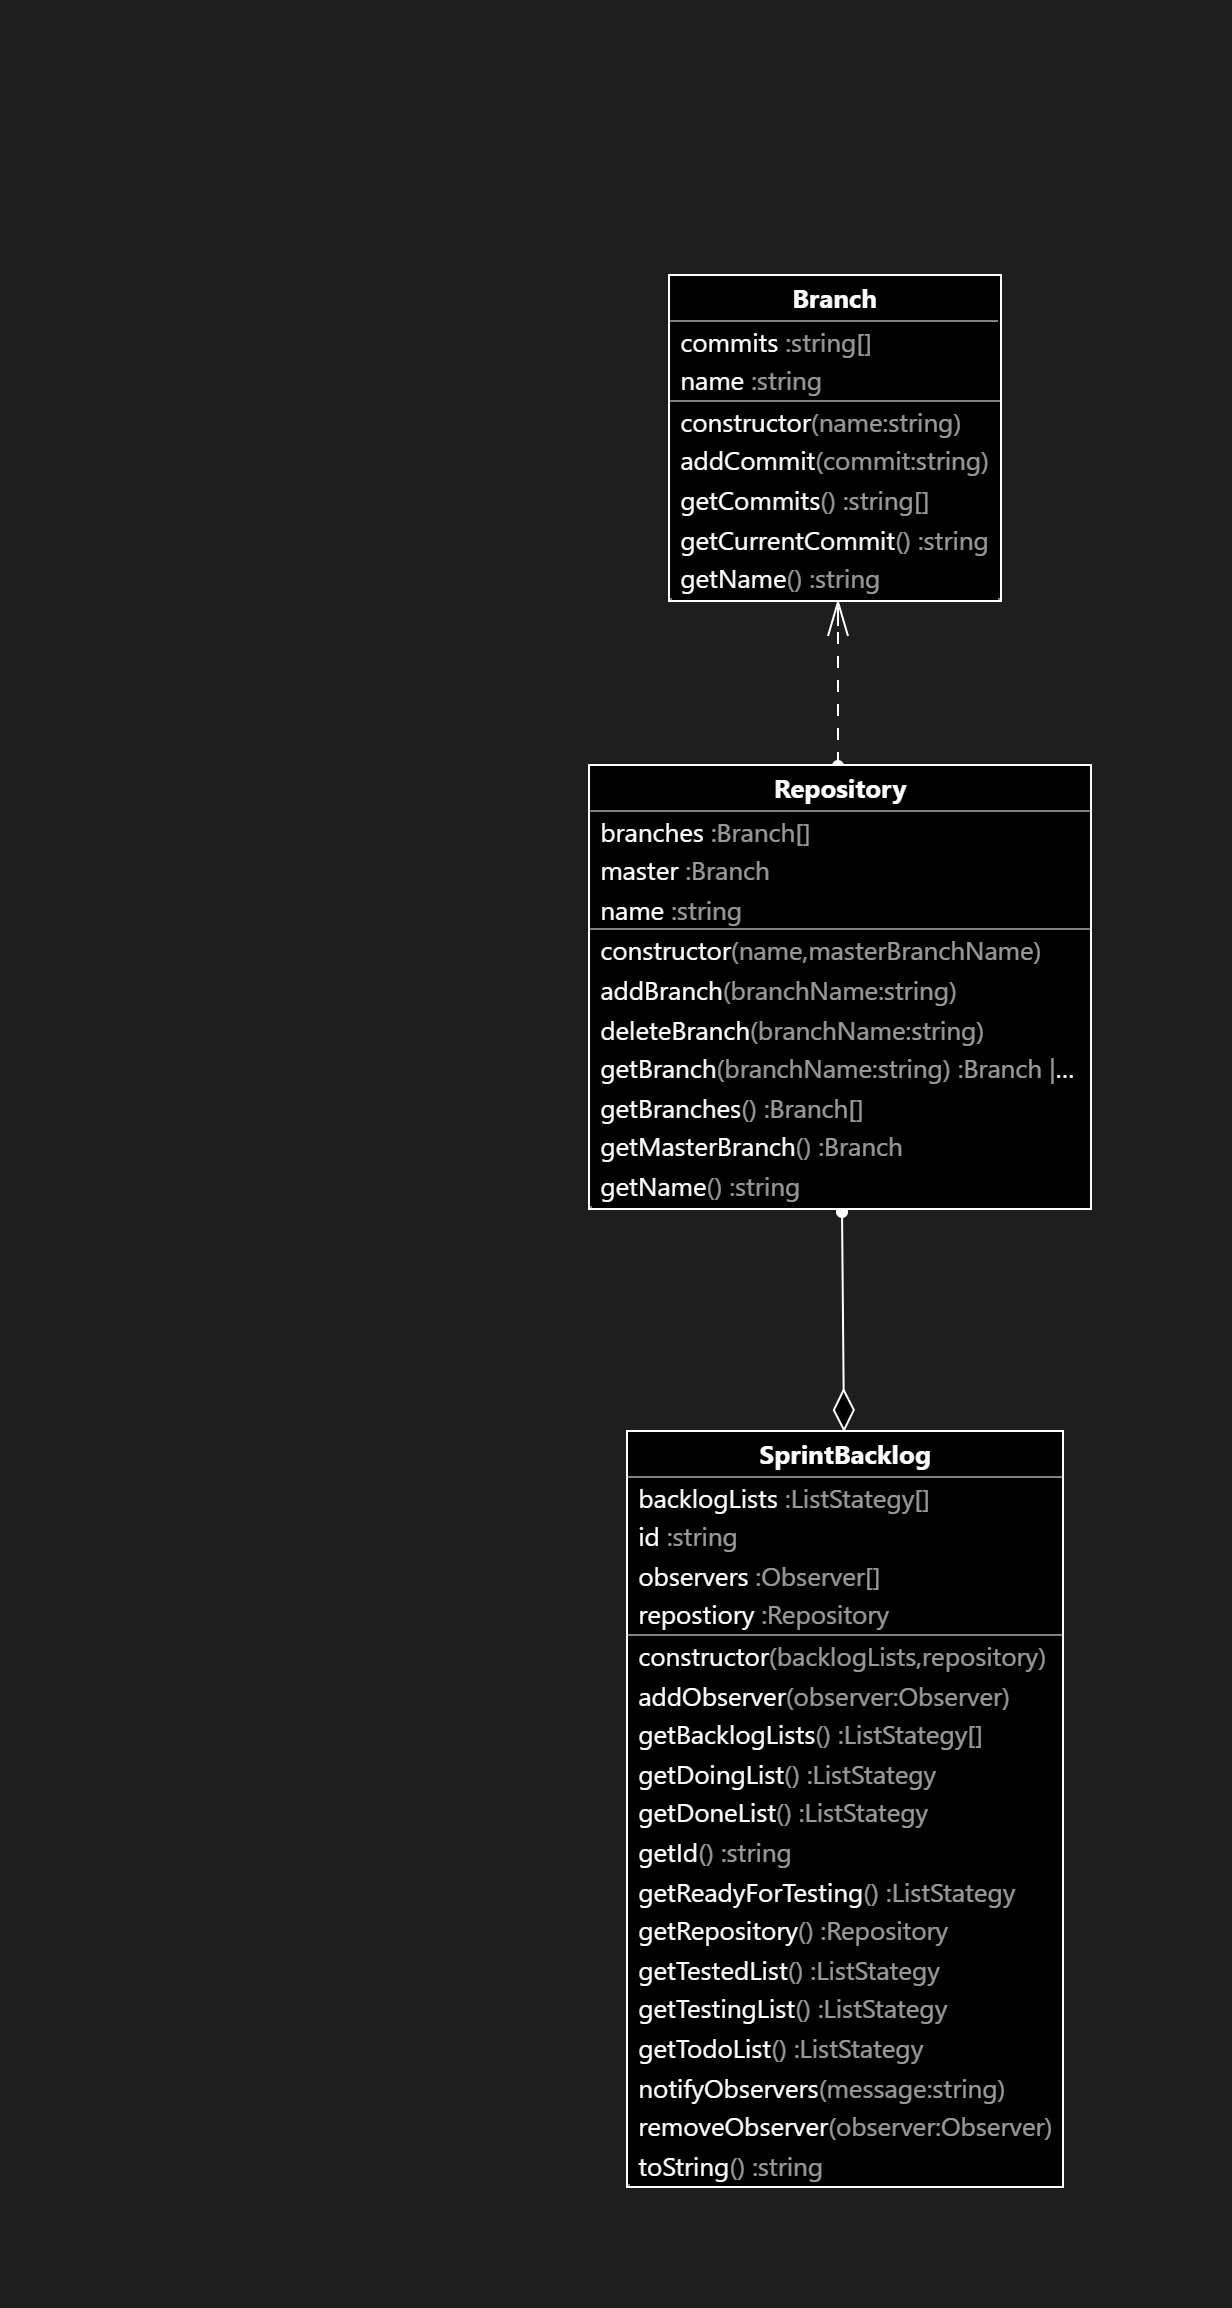 Branch
commits :string[]
name :string
constructor(name:string)
addCommit(commit:string)
getCommits() :string[]
getCurrentCommit() :string
getName() :string
Repository
branches :Branch[]
master :Branch
name :string
constructor(name,masterBranchName)
addBranch(branchName:string)
deleteBranch(branchName:string)
getBranch(branchName:string) :Branch |...
getBranches() :Branch[]
getMasterBranch() :Branch
getName() :string
SprintBacklog
backlogLists :ListStategy[]
id :string
observers :Observer[]
repostiory :Repository
constructor(backlogLists,repository)
addObserver(observer:Observer)
getBacklogLists() :ListStategy[]
getDoingList() :ListStategy
getDoneList() :ListStategy
getId() :string
getReadyForTesting() :ListStategy
getRepository() :Repository
getTestedList() :ListStategy
getTestingList() :ListStategy
getTodoList() :ListStategy
notifyObservers(message:string)
removeObserver(observer:Observer)
toString() :string